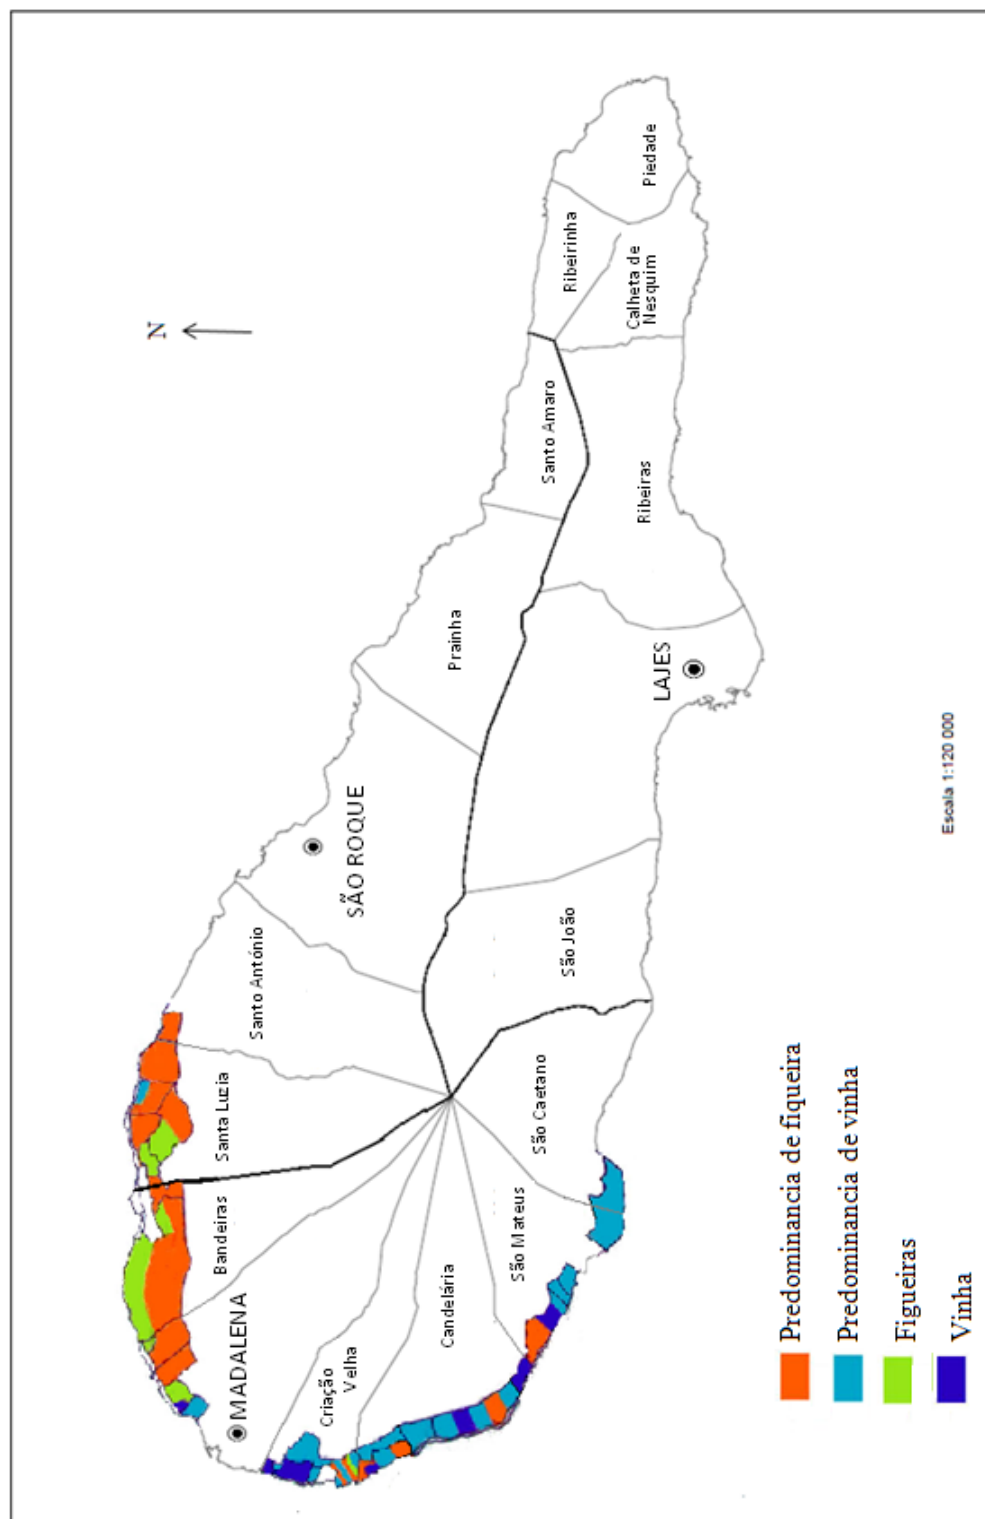 N
Piedade
Ribeirinha
Calheta de
Nesquim
Santo Amaro
Ribeiras
Prainha
LAJES
SÃO ROQUE
Santo António
São João
Santa Luzia
São Caetano
Bandeiras
São Mateus
MADALENA
Candelária
Criação
Velha
Escala 1:120 000
Predominancia de fiqueira
Predominancia de vinha
Figueiras
Vinha